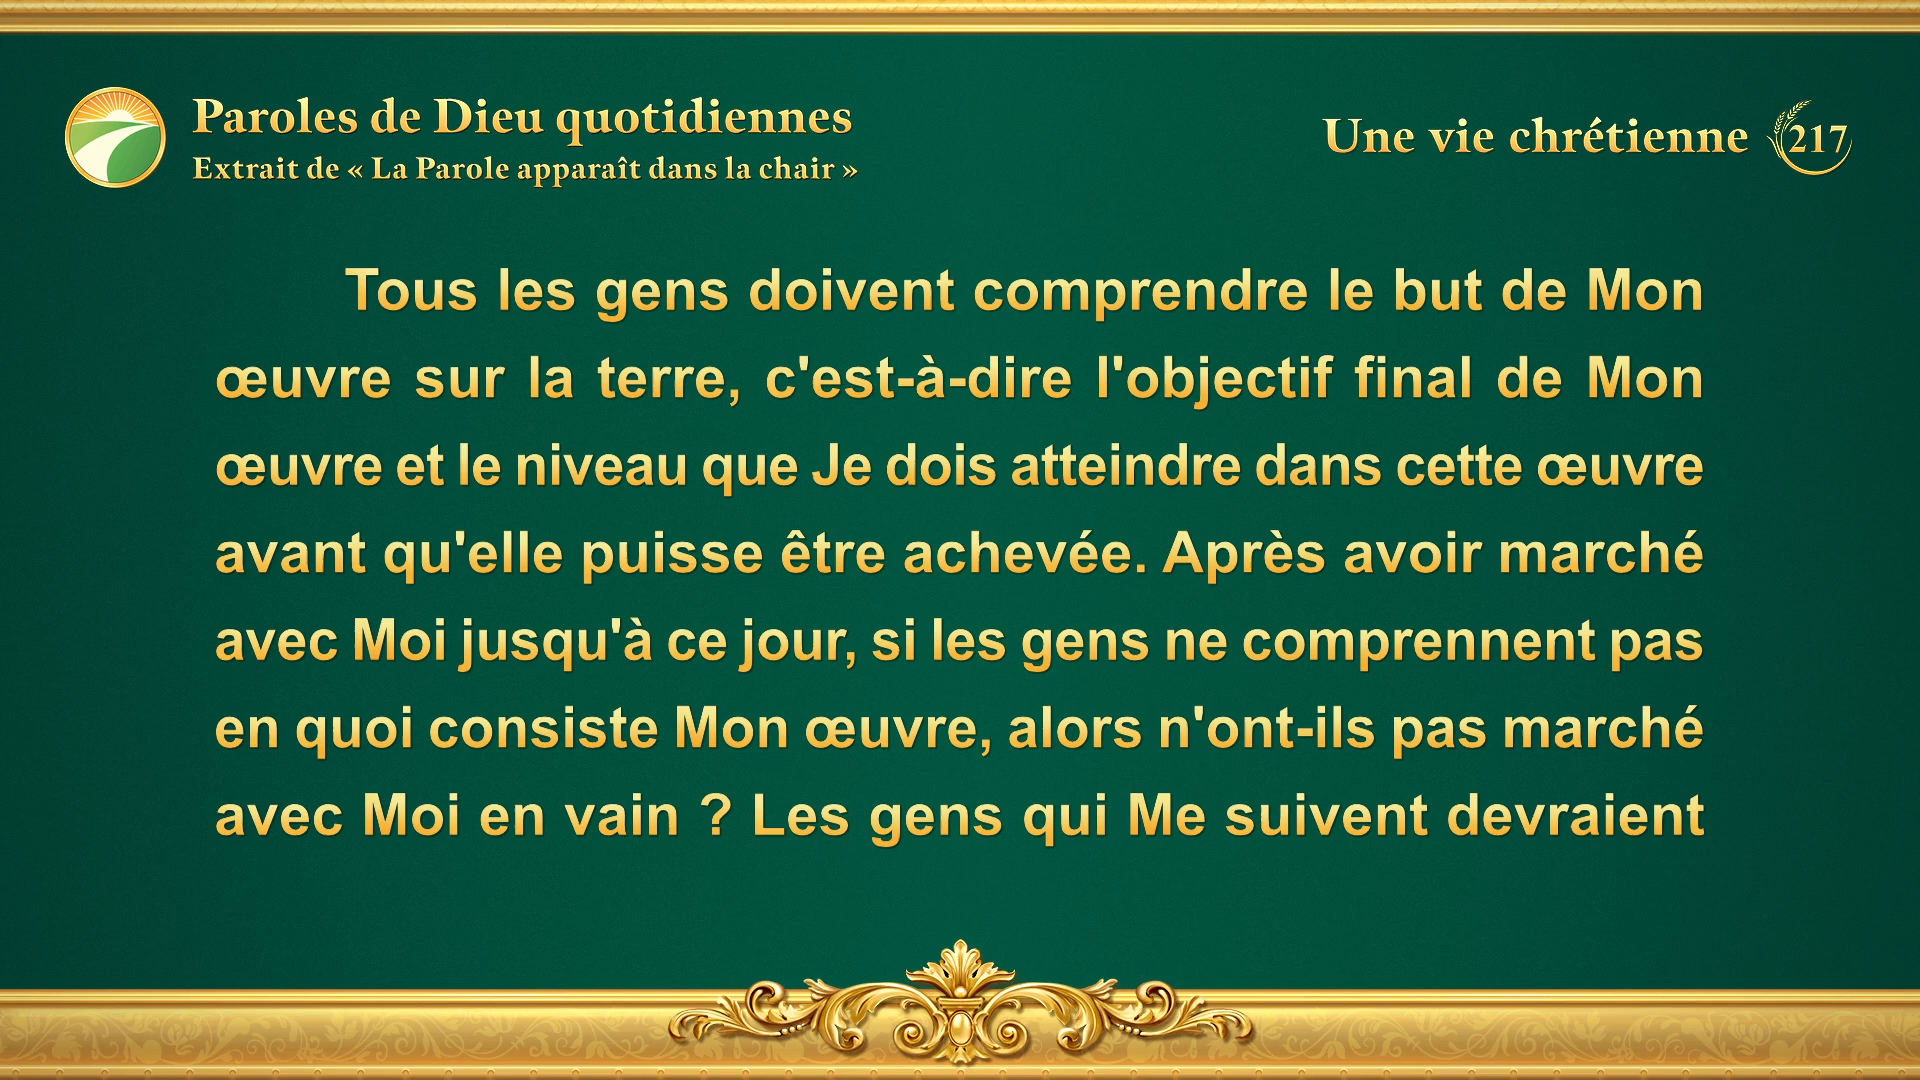 Paroles de Dieu quotidiennes
Extrait de « La Parole apparaît dans la chair »
Une vie chrétienne 217
Tous les gens doivent comprendre le but de Mon
œuvre sur la terre, c'est-à-dire l'objectif final de Mon
œuvre et le niveau que Je dois atteindre dans cette œuvre
avant qu'elle puisse être achevée. Après avoir marché
avec Moi jusqu'à ce jour, si les gens ne comprennent pas
en quoi consiste Mon œuvre, alors n'ont-ils pas marché
avec Moi en vain ? Les gens qui Me suivent devraient